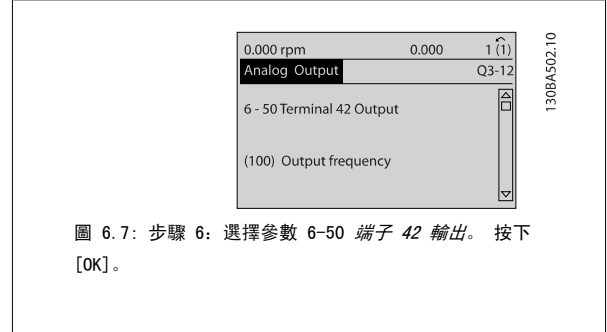 0.000 rpm 0.000 1 (1)
Analog Output Q3-12
6 - 50 Terminal 42 Output
(100) Output frequency
130BA502.10
圖 6.7: 步驟 6: 選擇參數 6-50 端子 42 輸出。 按下
[OK]。